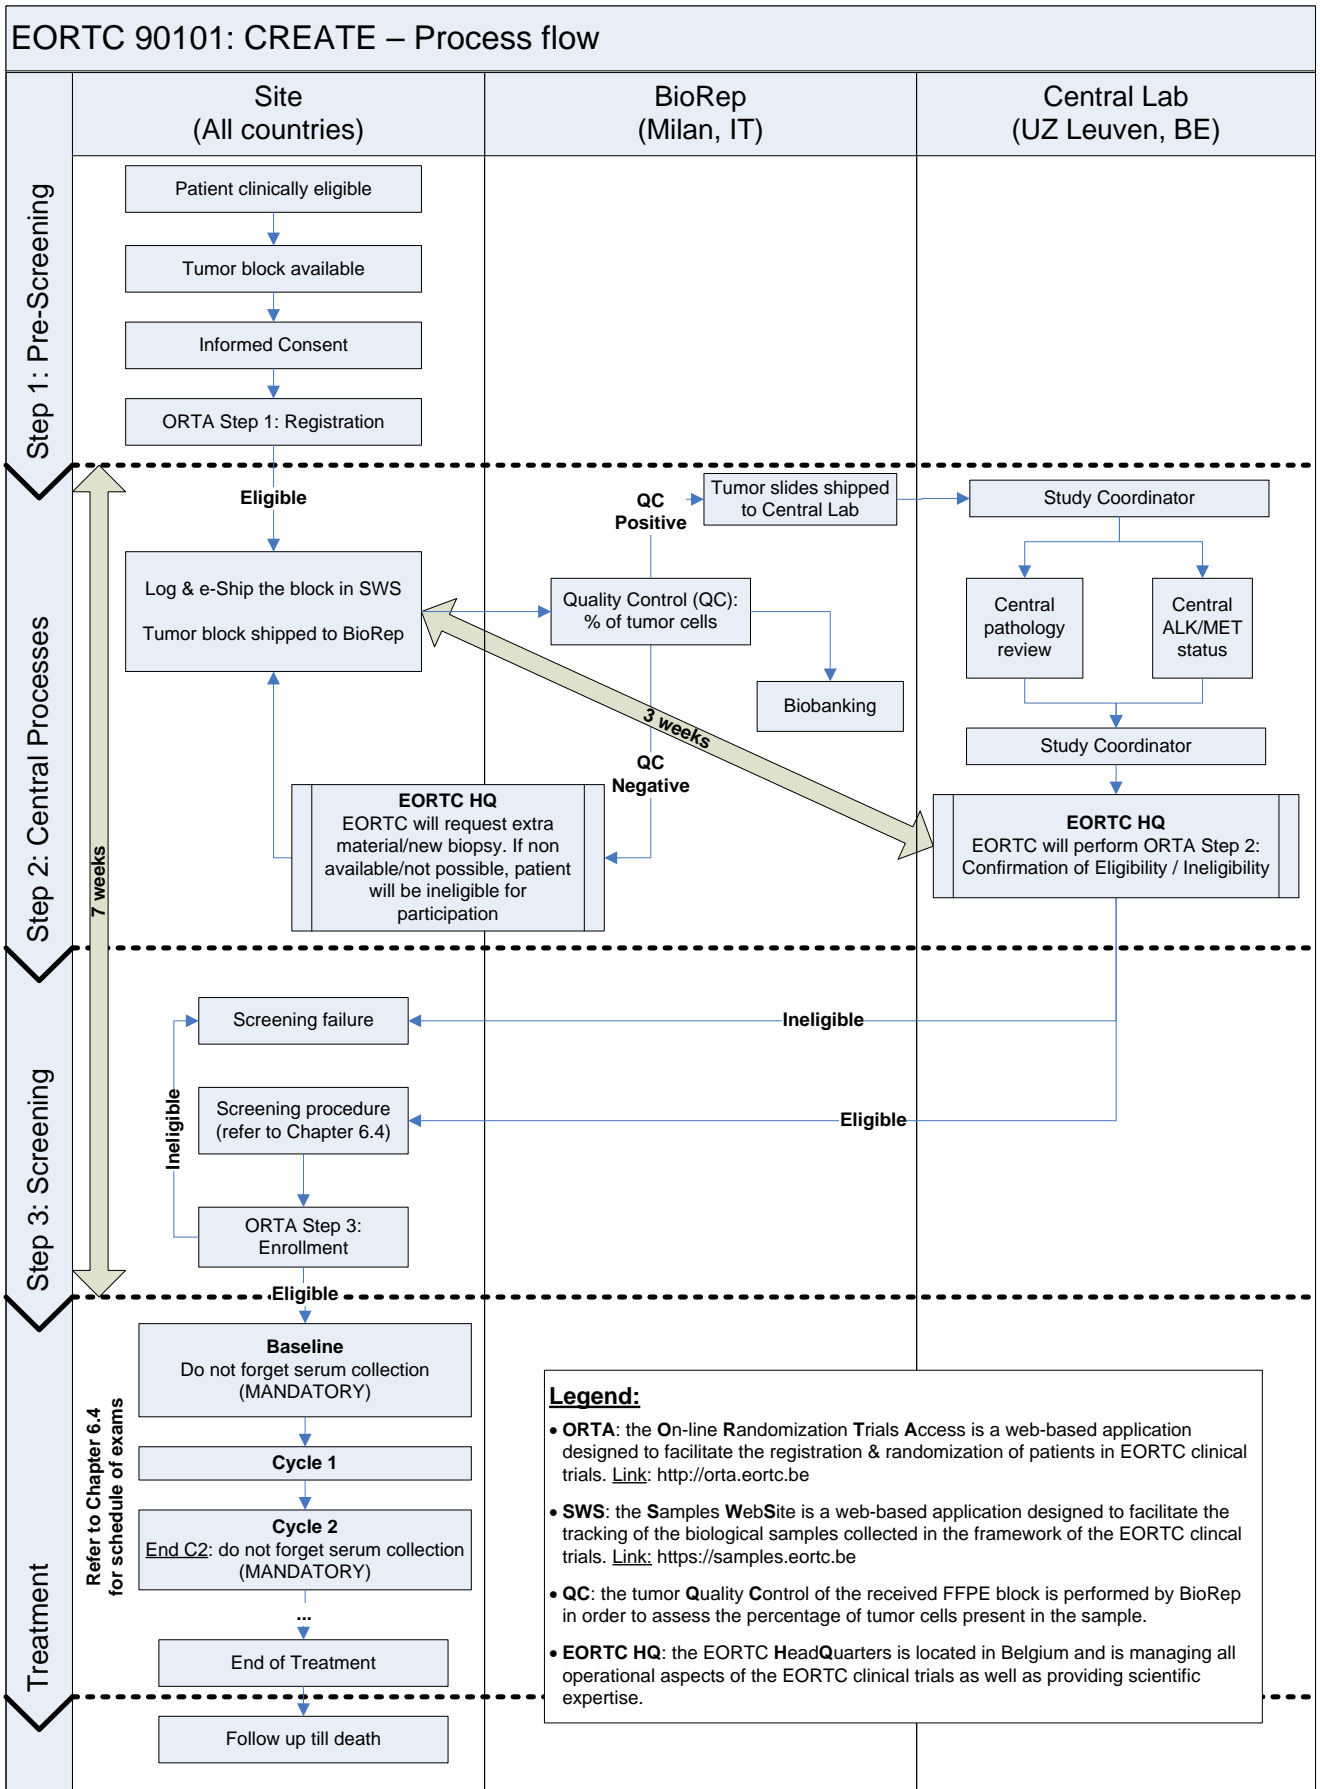 EORTC 90101: CREATE – Process flow
Site
(All countries)
BioRep
(Milan, IT)
Central Lab
(UZ Leuven, BE)
Step 1: Pre-Screening
Patient clinically eligible
Tumor block available
Informed Consent
ORTA Step 1: Registration
Step 2: Central Processes
7 weeks
Eligible
Log & e-Ship the block in SWS
Tumor block shipped to BioRep
QC
Positive
Tumor slides shipped
to Central Lab
Quality Control (QC):
% of tumor cells
Biobanking
3 weeks
QC
Negative
EORTC HQ
EORTC will request extra
material/new biopsy. If non
available/not possible, patient
will be ineligible for
participation
Study Coordinator
Central
pathology
review
Central
ALK/MET
status
Study Coordinator
EORTC HQ
EORTC will perform ORTA Step 2:
Confirmation of Eligibility / Ineligibility
Step 3: Screening
Screening failure
Ineligible
Ineligible
Screening procedure
(refer to Chapter 6.4)
Eligible
ORTA Step 3:
Enrollment
Eligible
Treatment
Refer to Chapter 6.4
for schedule of exams
Baseline
Do not forget serum collection
(MANDATORY)
Cycle 1
Cycle 2
End C2: do not forget serum collection
(MANDATORY)
...
End of Treatment
Follow up till death
Legend:
• ORTA: the On-line Randomization Trials Access is a web-based application
designed to facilitate the registration & randomization of patients in EORTC clinical
trials. Link: http://orta.eortc.be
• SWS: the Samples WebSite is a web-based application designed to facilitate the
tracking of the biological samples collected in the framework of the EORTC clincal
trials. Link: https://samples.eortc.be
• QC: the tumor Quality Control of the received FFPE block is performed by BioRep
in order to assess the percentage of tumor cells present in the sample.
• EORTC HQ: the EORTC HeadQuarters is located in Belgium and is managing all
operational aspects of the EORTC clinical trials as well as providing scientific
expertise.